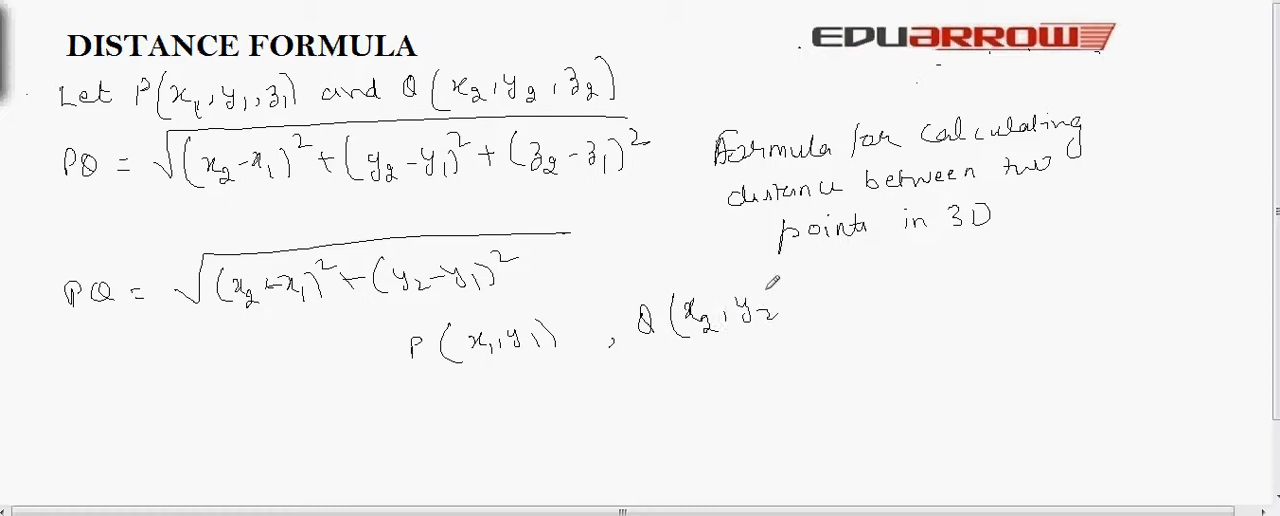 DISTANCE FORMULA
EDUARROW
Let P(x₁, y₁, z₁) and Q(x₂, y₂, z₂)
PQ = √((x₂-x₁)²+(y₂-y₁)²+(z₂-z₁)²)
Formula for calculating
distance between two
points in 3D
PQ = √((x₂-x₁)²+(y₂-y₁)²)
P(x₁, y₁) , Q(x₂, y₂